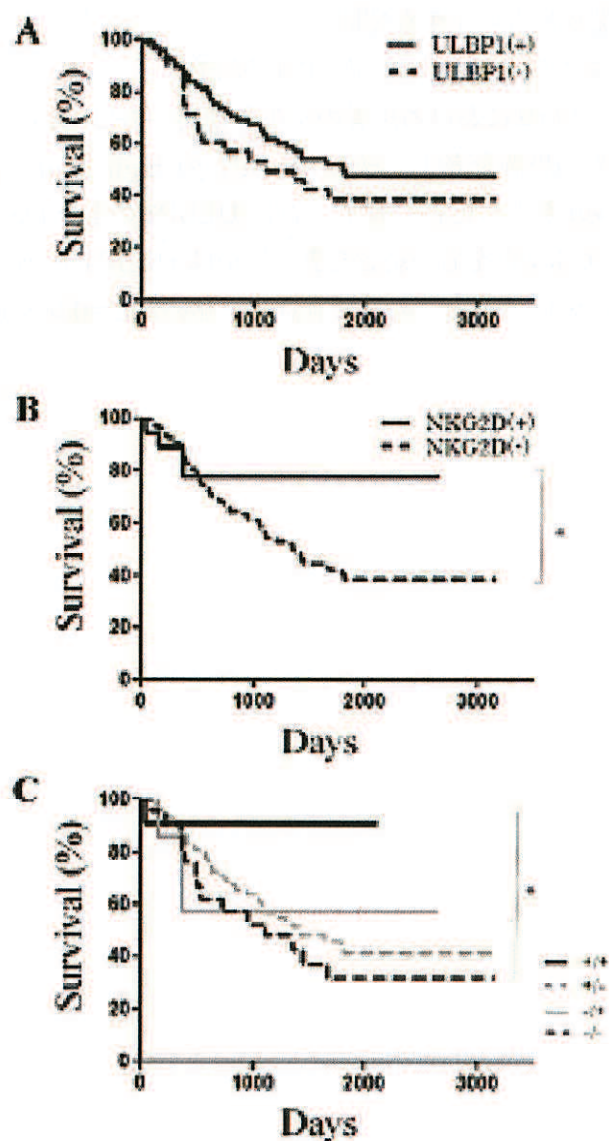 A
Survival (%)
100
80
60
40
20
0
ULBP1(+)
ULBP1(-)
0 1000 2000 3000
Days
B
Survival (%)
100
80
60
40
20
0
NKG2D(+)
NKG2D(-)
*
0 1000 2000 3000
Days
C
Survival (%)
100
80
60
40
20
0
*
+/+
+/-
-/+
-/-
0 1000 2000 3000
Days